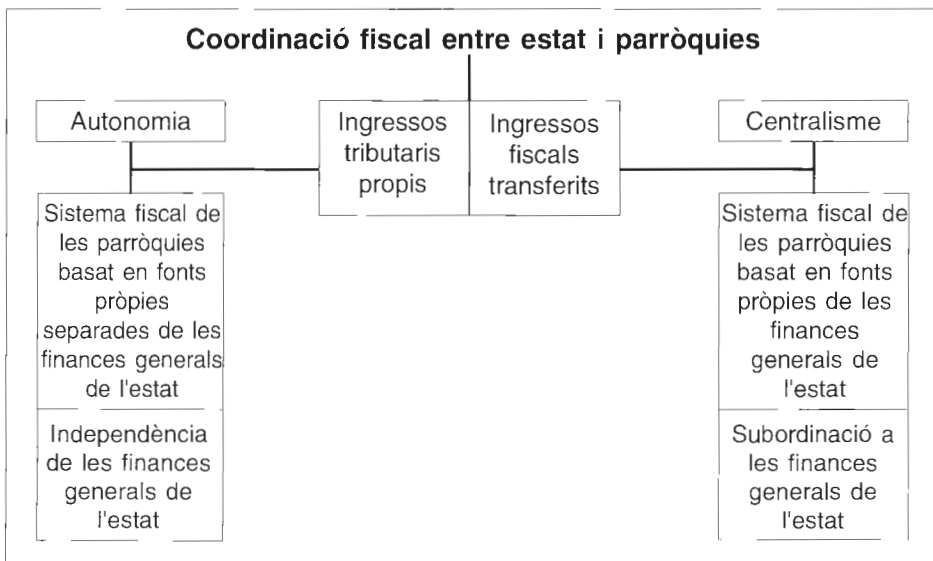 Coordinació fiscal entre estat i parròquies
Autonomia
Ingressos
tributaris
propis
Ingressos
fiscals
transferits
Centralisme
Sistema fiscal de
les parròquies
basat en fonts
pròpies
separades de les
finances generals
de l'estat
Independència
de les finances
generals de
l'estat
Sistema fiscal de
les parròquies
basat en fonts
pròpies de les
finances
generals de
l'estat
Subordinació a
les finances
generals de
l'estat